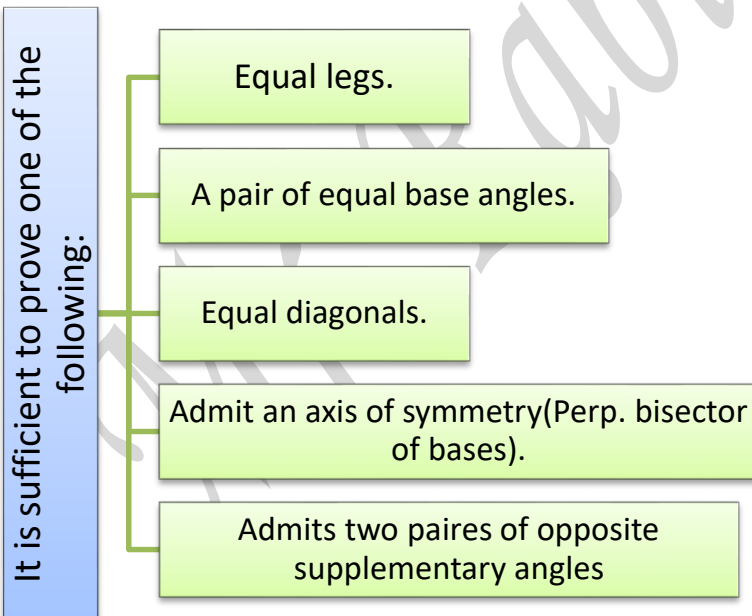 It is sufficient to prove one of the
following:
Equal legs.
A pair of equal base angles.
Equal diagonals.
Admit an axis of symmetry(Perp. bisector
of bases).
Admits two paires of opposite
supplementary angles